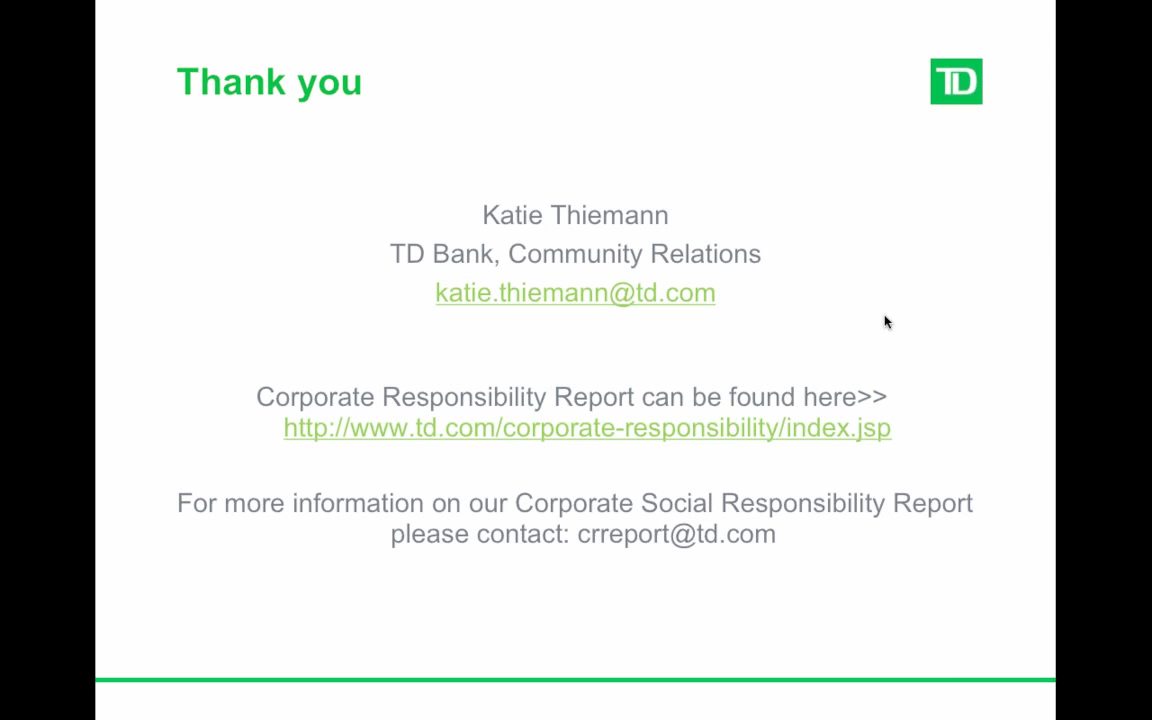 Thank you
TD
Katie Thiemann
TD Bank, Community Relations
katie.thiemann@td.com
Corporate Responsibility Report can be found here>>
http://www.td.com/corporate-responsibility/index.jsp
For more information on our Corporate Social Responsibility Report
please contact: crreport@td.com